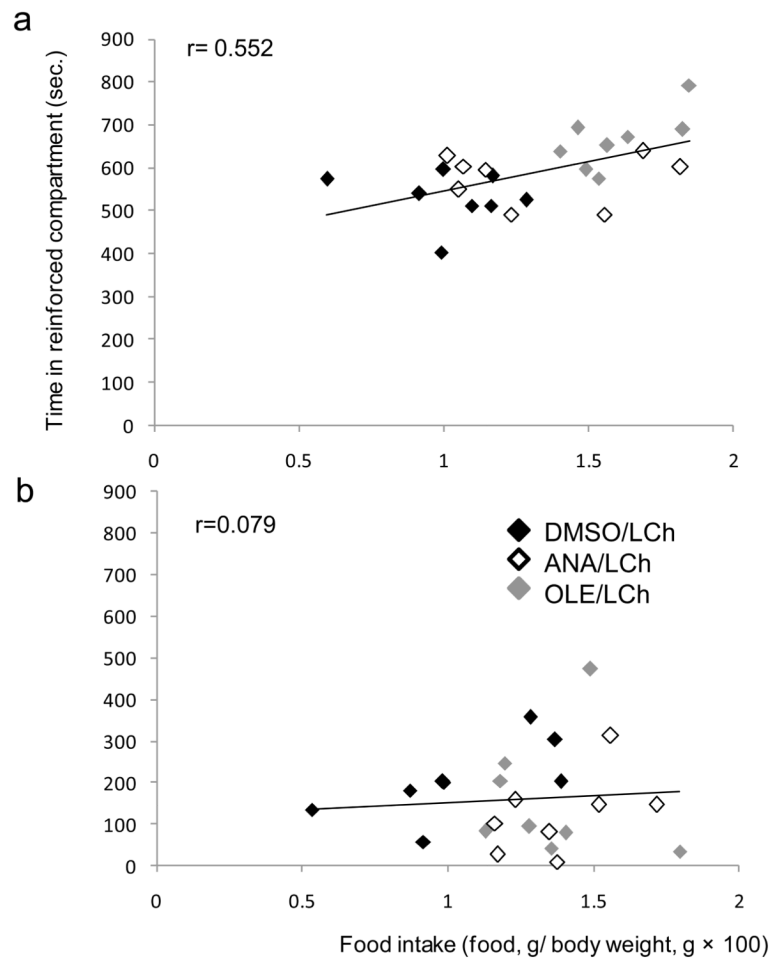 a
r= 0.552
Time in reinforced compartment (sec.)
900
800
700
600
500
400
300
200
100
0
0 0.5 1 1.5 2
b
r=0.079
900
800
700
600
500
400
300
200
100
0
DMSO/LCh
ANA/LCh
OLE/LCh
0 0.5 1 1.5 2
Food intake (food, g/ body weight, g × 100)